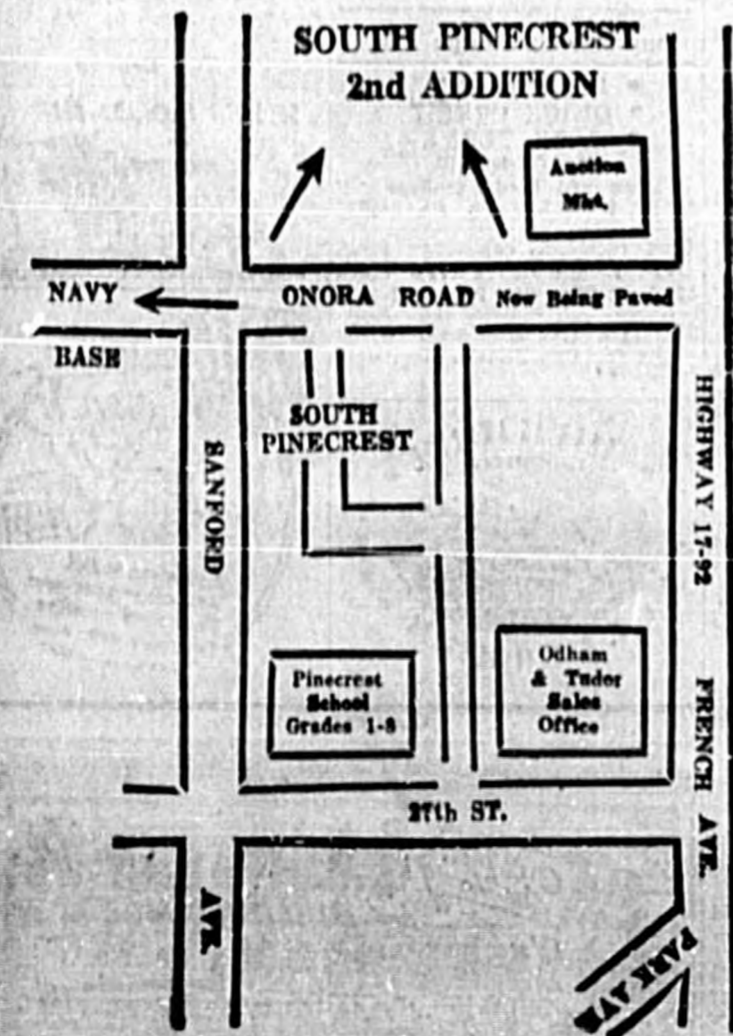 SOUTH PINECREST
2nd ADDITION
Auction
Mkt.
NAVY
ONORA ROAD Now Being Paved
BASE
SOUTH
PINECREST
SANFORD
HIGHWAY 17-92
Pinecrest
School
Grades 1-8
Odham
& Tudor
Sales
Office
FRENCH AVE.
27th ST.
AVE.
PARK AVE